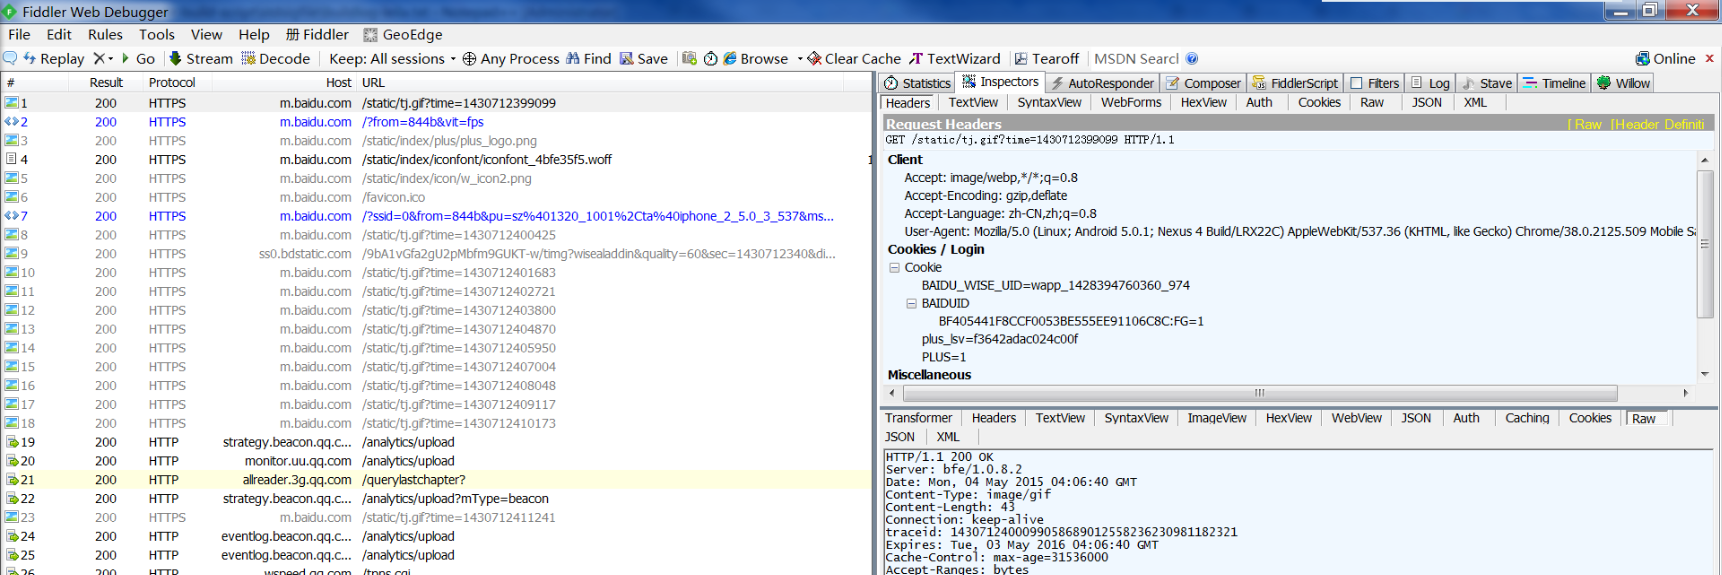 Fiddler Web Debugger
File Edit Rules Tools View Help 册 Fiddler GeoEdge
Replay Go Stream Decode Keep: All sessions Any Process Find Save Browse Clear Cache TextWizard Tearoff MSDN Searcl Online
# Result Protocol Host URL
1 200 HTTPS m.baidu.com /static/tj.gif?time=1430712399099
2 200 HTTPS m.baidu.com /?from=844b&vit=fps
3 200 HTTPS m.baidu.com /static/index/plus/plus_logo.png
4 200 HTTPS m.baidu.com /static/index/iconfont/iconfont_4bfe35f5.woff 1
5 200 HTTPS m.baidu.com /static/index/icon/w_icon2.png
6 200 HTTPS m.baidu.com /favicon.ico
7 200 HTTPS m.baidu.com /?ssid=0&from=844b&pu=sz%401320_1001%2Cta%40iphone_2_5.0_3_537&ms...
8 200 HTTPS m.baidu.com /static/tj.gif?time=1430712400425
9 200 HTTPS ss0.bdstatic.com /9bA1vGfa2gU2pMbfm9GUKT-w/timg?wisealaddin&quality=60&sec=1430712340&di...
10 200 HTTPS m.baidu.com /static/tj.gif?time=1430712401683
11 200 HTTPS m.baidu.com /static/tj.gif?time=1430712402721
12 200 HTTPS m.baidu.com /static/tj.gif?time=1430712403800
13 200 HTTPS m.baidu.com /static/tj.gif?time=1430712404870
14 200 HTTPS m.baidu.com /static/tj.gif?time=1430712405950
15 200 HTTPS m.baidu.com /static/tj.gif?time=1430712407004
16 200 HTTPS m.baidu.com /static/tj.gif?time=1430712408048
17 200 HTTPS m.baidu.com /static/tj.gif?time=1430712409117
18 200 HTTPS m.baidu.com /static/tj.gif?time=1430712410173
19 200 HTTP strategy.beacon.qq.c... /analytics/upload
20 200 HTTP monitor.uu.qq.com /analytics/upload
21 200 HTTP allreader.3g.qq.com /querylastchapter?
22 200 HTTP strategy.beacon.qq.c... /analytics/upload?mType=beacon
23 200 HTTPS m.baidu.com /static/tj.gif?time=1430712411241
24 200 HTTP eventlog.beacon.qq.c... /analytics/upload
25 200 HTTP eventlog.beacon.qq.c... /analytics/upload
26 200 HTTP wspeed.qq.com /tpns.cgi
Statistics Inspectors AutoResponder Composer FiddlerScript Filters Log Stave Timeline Willow
Headers TextView SyntaxView WebForms HexView Auth Cookies Raw JSON XML
Request Headers [ Raw [Header Definiti
GET /static/tj.gif?time=1430712399099 HTTP/1.1
Client
Accept: image/webp,*/*;q=0.8
Accept-Encoding: gzip,deflate
Accept-Language: zh-CN,zh;q=0.8
User-Agent: Mozilla/5.0 (Linux; Android 5.0.1; Nexus 4 Build/LRX22C) AppleWebKit/537.36 (KHTML, like Gecko) Chrome/38.0.2125.509 Mobile Sa
Cookies / Login
Cookie
BAIDU_WISE_UID=wapp_1428394760360_974
BAIDUID
BF405441F8CCF0053BE555EE91106C8C:FG=1
plus_lsv=f3642adac024c00f
PLUS=1
Miscellaneous
Transformer Headers TextView SyntaxView ImageView HexView WebView JSON Auth Caching Cookies Raw
JSON XML
HTTP/1.1 200 OK
Server: bfe/1.0.8.2
Date: Mon, 04 May 2015 04:06:40 GMT
Content-Type: image/gif
Content-Length: 43
Connection: keep-alive
traceid: 143071240009905868901255823623098118​2321
Expires: Tue, 03 May 2016 04:06:40 GMT
Cache-Control: max-age=31536000
Accept-Ranges: bytes